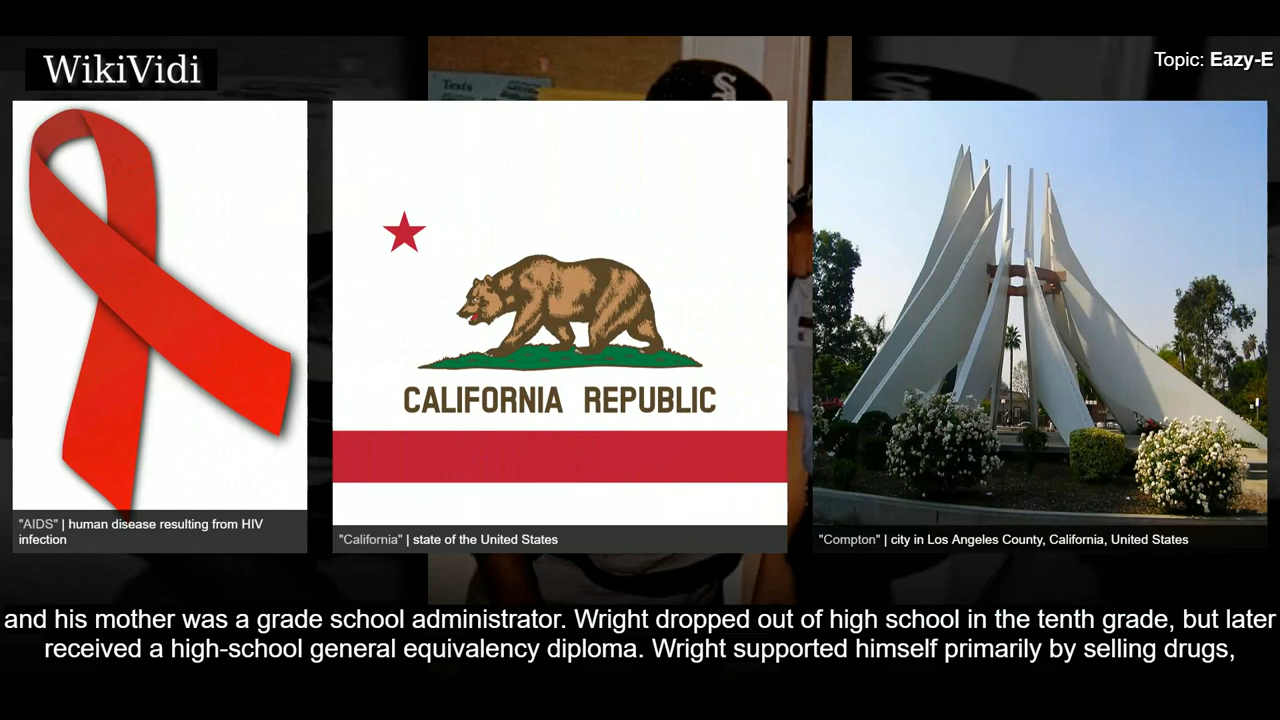 WikiVidi
Topic: Eazy-E
Tests
S
CALIFORNIA REPUBLIC
"AIDS" | human disease resulting from HIV
infection
"California" | state of the United States
"Compton" | city in Los Angeles County, California, United States
and his mother was a grade school administrator. Wright dropped out of high school in the tenth grade, but later
received a high-school general equivalency diploma. Wright supported himself primarily by selling drugs,